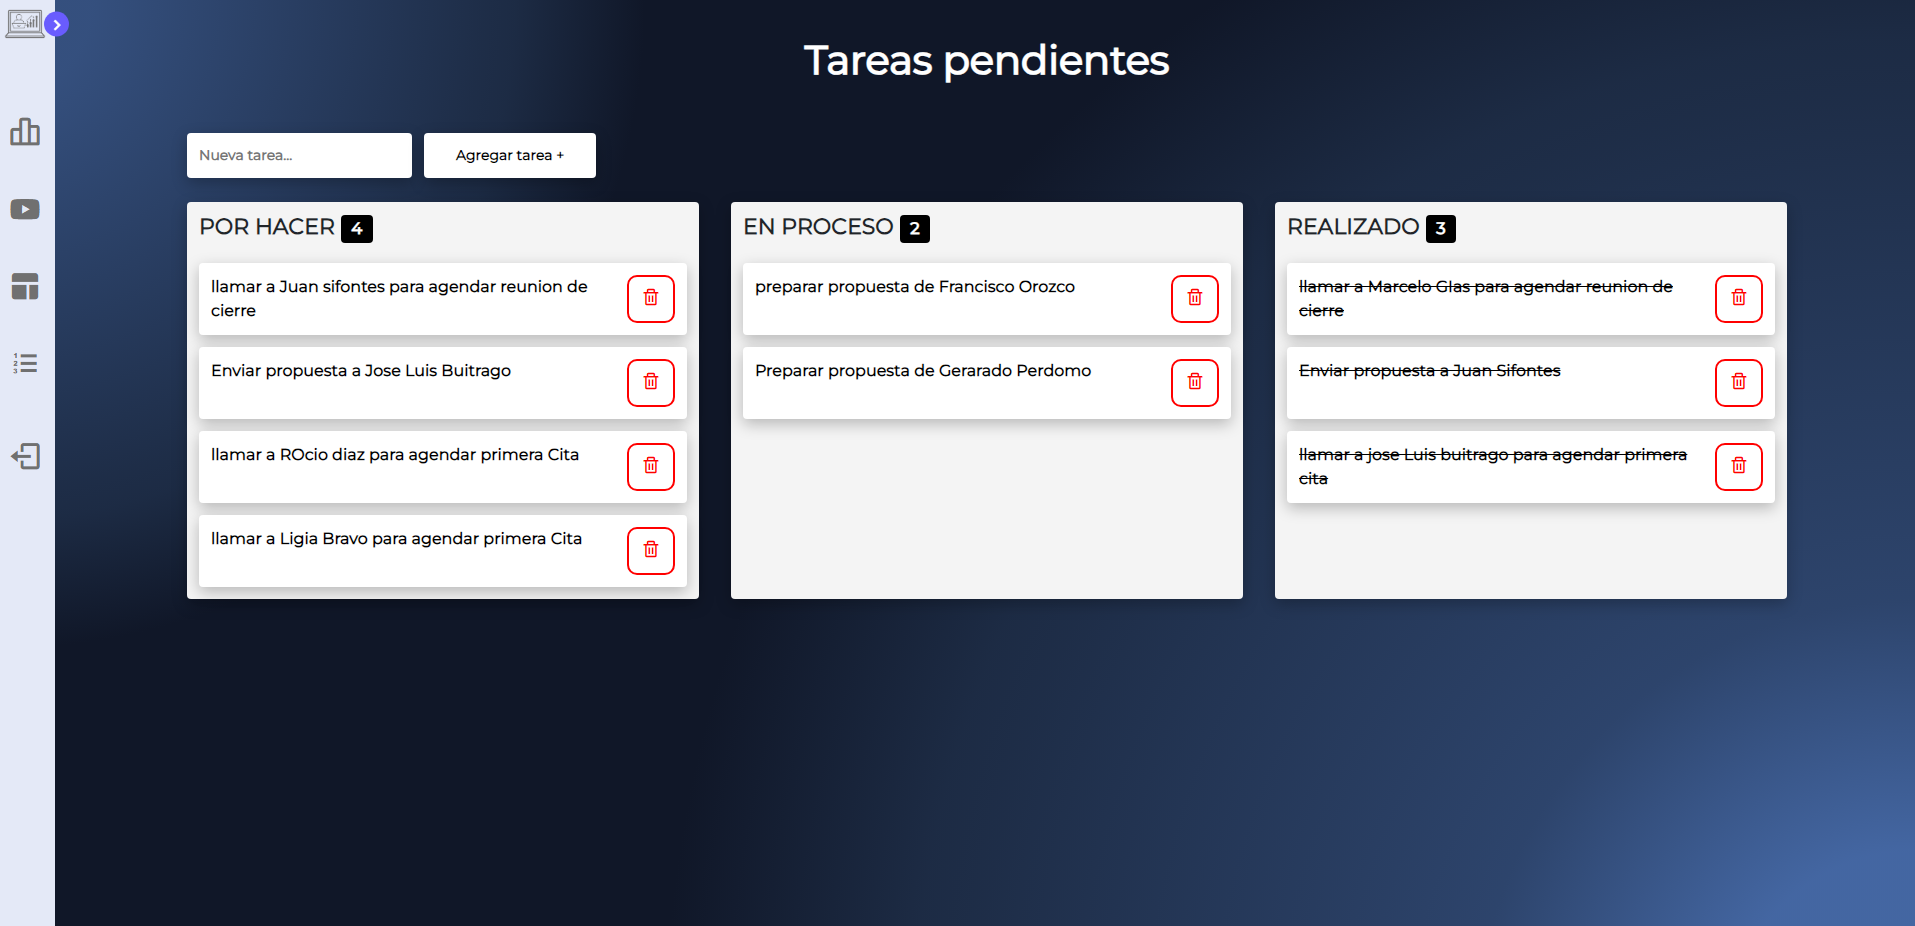 Tareas pendientes
Nueva tarea...
Agregar tarea +
POR HACER 4
llamar a Juan sifontes para agendar reunion de
cierre
Enviar propuesta a Jose Luis Buitrago
llamar a ROcio diaz para agendar primera Cita
llamar a Ligia Bravo para agendar primera Cita
EN PROCESO 2
preparar propuesta de Francisco Orozco
Preparar propuesta de Gerarado Perdomo
REALIZADO 3
llamar a Marcelo Glas para agendar reunion de
cierre
Enviar propuesta a Juan Sifontes
llamar a jose Luis buitrago para agendar primera
cita